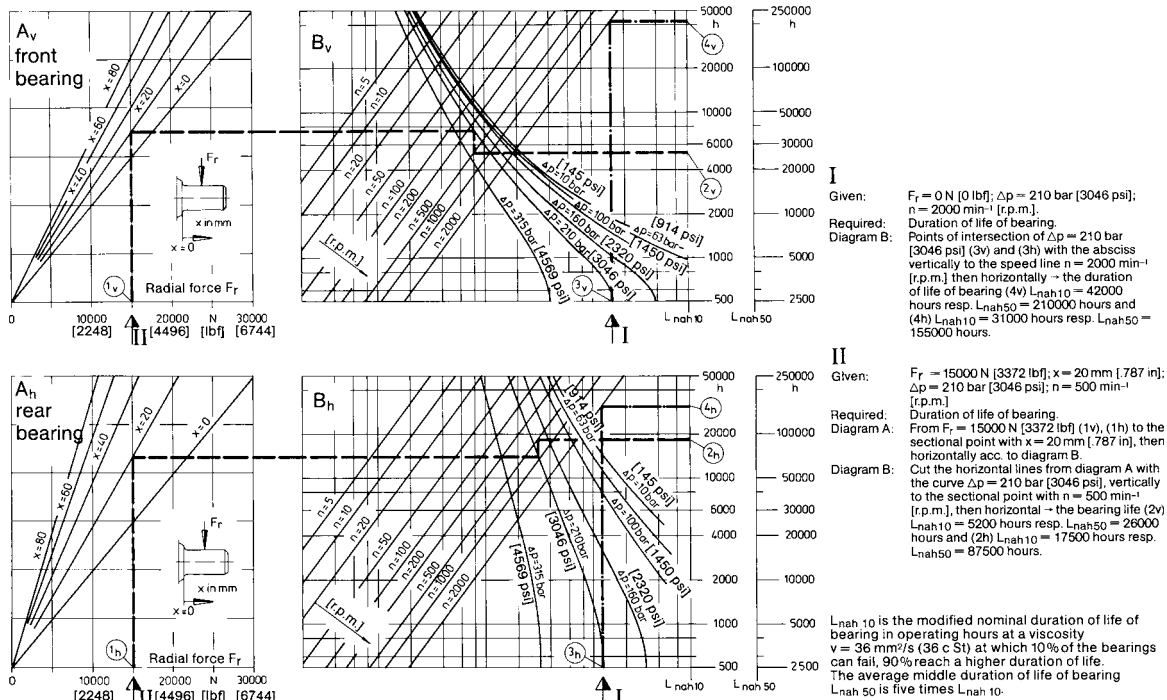 A_v
front
bearing
x=80
x=60
x=40
x=20
x=0
F_r
x in mm
x=0
1v
Radial force F_r
0 10000 20000 N 30000
[2248] II [4496] [lbf] [6744]
B_v
n=5
n=10
n=20
n=50
n=100
n=200
n=500
n=1000
n=2000
[r.p.m.]
[145 psi]
Δp=10 bar
Δp=100 bar
[1450 psi]
[914 psi]
Δp=63 bar
Δp=160 bar
[2320 psi]
Δp=210 bar
[3046 psi]
Δp=315 bar
[4569 psi]
4v
2v
3v
I
50000 250000
h h
20000 100000
10000 50000
6000 30000
4000 20000
2000 10000
1000 5000
500 2500
L_nah10 L_nah50
A_h
rear
bearing
x=80
x=60
x=40
x=20
x=0
F_r
x in mm
x=0
1h
Radial force F_r
0 10000 20000 N 30000
[2248] II [4496] [lbf] [6744]
B_h
n=5
n=10
n=20
n=50
n=100
n=200
n=500
n=1000
n=2000
[r.p.m.]
[914 psi]
Δp=63 bar
[145 psi]
Δp=10 bar
Δp=100 bar
[1450 psi]
Δp=210 bar
[3046 psi]
Δp=315 bar
[4569 psi]
[2320 psi]
Δp=160 bar
4h
2h
3h
I
50000 250000
h h
20000 100000
10000 50000
6000 30000
4000 20000
2000 10000
1000 5000
500 2500
L_nah10 L_nah50
I
Given: F_r = 0 N [0 lbf]; Δp = 210 bar [3046 psi];
n = 2000 min⁻¹ [r.p.m.].
Required: Duration of life of bearing.
Diagram B: Points of intersection of Δp = 210 bar
[3046 psi] (3v) and (3h) with the absciss
vertically to the speed line n = 2000 min⁻¹
[r.p.m.] then horizontally → the duration
of life of bearing (4v) L_nah10 = 42000
hours resp. L_nah50 = 210000 hours and
(4h) L_nah10 = 31000 hours resp. L_nah50 =
155000 hours.
II
Given: F_r = 15000 N [3372 lbf]; x = 20 mm [.787 in];
Δp = 210 bar [3046 psi]; n = 500 min⁻¹
[r.p.m.]
Required: Duration of life of bearing.
Diagram A: From F_r = 15000 N [3372 lbf] (1v), (1h) to the
sectional point with x = 20 mm [.787 in], then
horizontally acc. to diagram B.
Diagram B: Cut the horizontal lines from diagram A with
the curve Δp = 210 bar [3046 psi], vertically
to the sectional point with n = 500 min⁻¹
[r.p.m.], then horizontal → the bearing life (2v)
L_nah10 = 5200 hours resp. L_nah50 = 26000
hours and (2h) L_nah10 = 17500 hours resp.
L_nah50 = 87500 hours.
L_nah 10 is the modified nominal duration of life of
bearing in operating hours at a viscosity
v = 36 mm²/s (36 c St) at which 10% of the bearings
can fail, 90% reach a higher duration of life.
The average middle duration of life of bearing
L_nah 50 is five times L_nah 10.